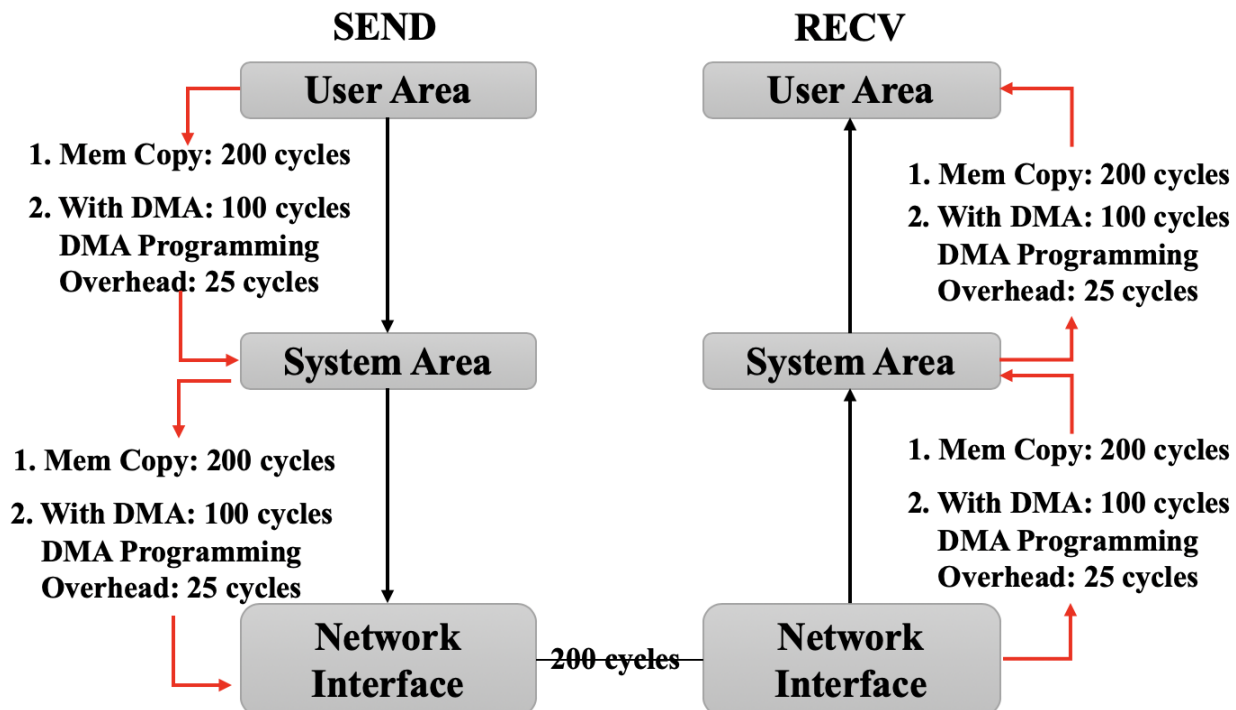 SEND
User Area
1. Mem Copy: 200 cycles
2. With DMA: 100 cycles
DMA Programming
Overhead: 25 cycles
System Area
1. Mem Copy: 200 cycles
2. With DMA: 100 cycles
DMA Programming
Overhead: 25 cycles
Network
Interface
200 cycles
RECV
User Area
1. Mem Copy: 200 cycles
2. With DMA: 100 cycles
DMA Programming
Overhead: 25 cycles
System Area
1. Mem Copy: 200 cycles
2. With DMA: 100 cycles
DMA Programming
Overhead: 25 cycles
Network
Interface